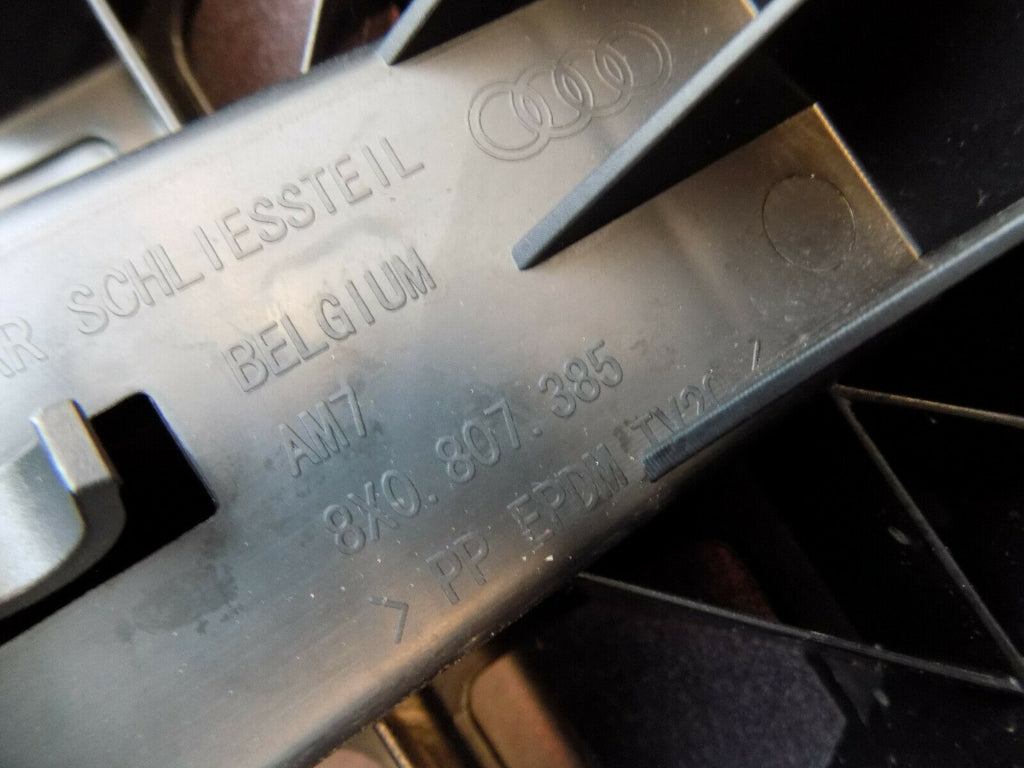 SCHLIESSTEIL
BELGIUM
AM7
8X0.807.385
> PP EPDM